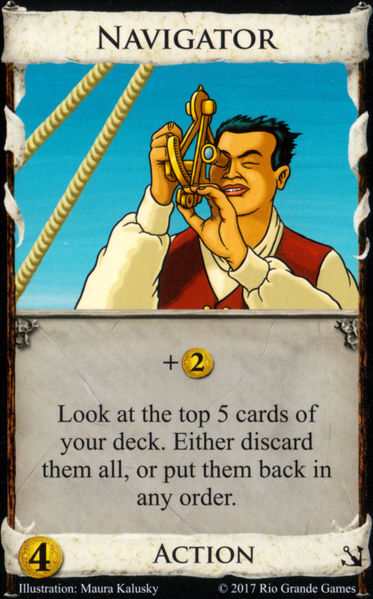 NAVIGATOR
+ 2
Look at the top 5 cards of
your deck. Either discard
them all, or put them back in
any order.
4 ACTION
Illustration: Maura Kalusky © 2017 Rio Grande Games